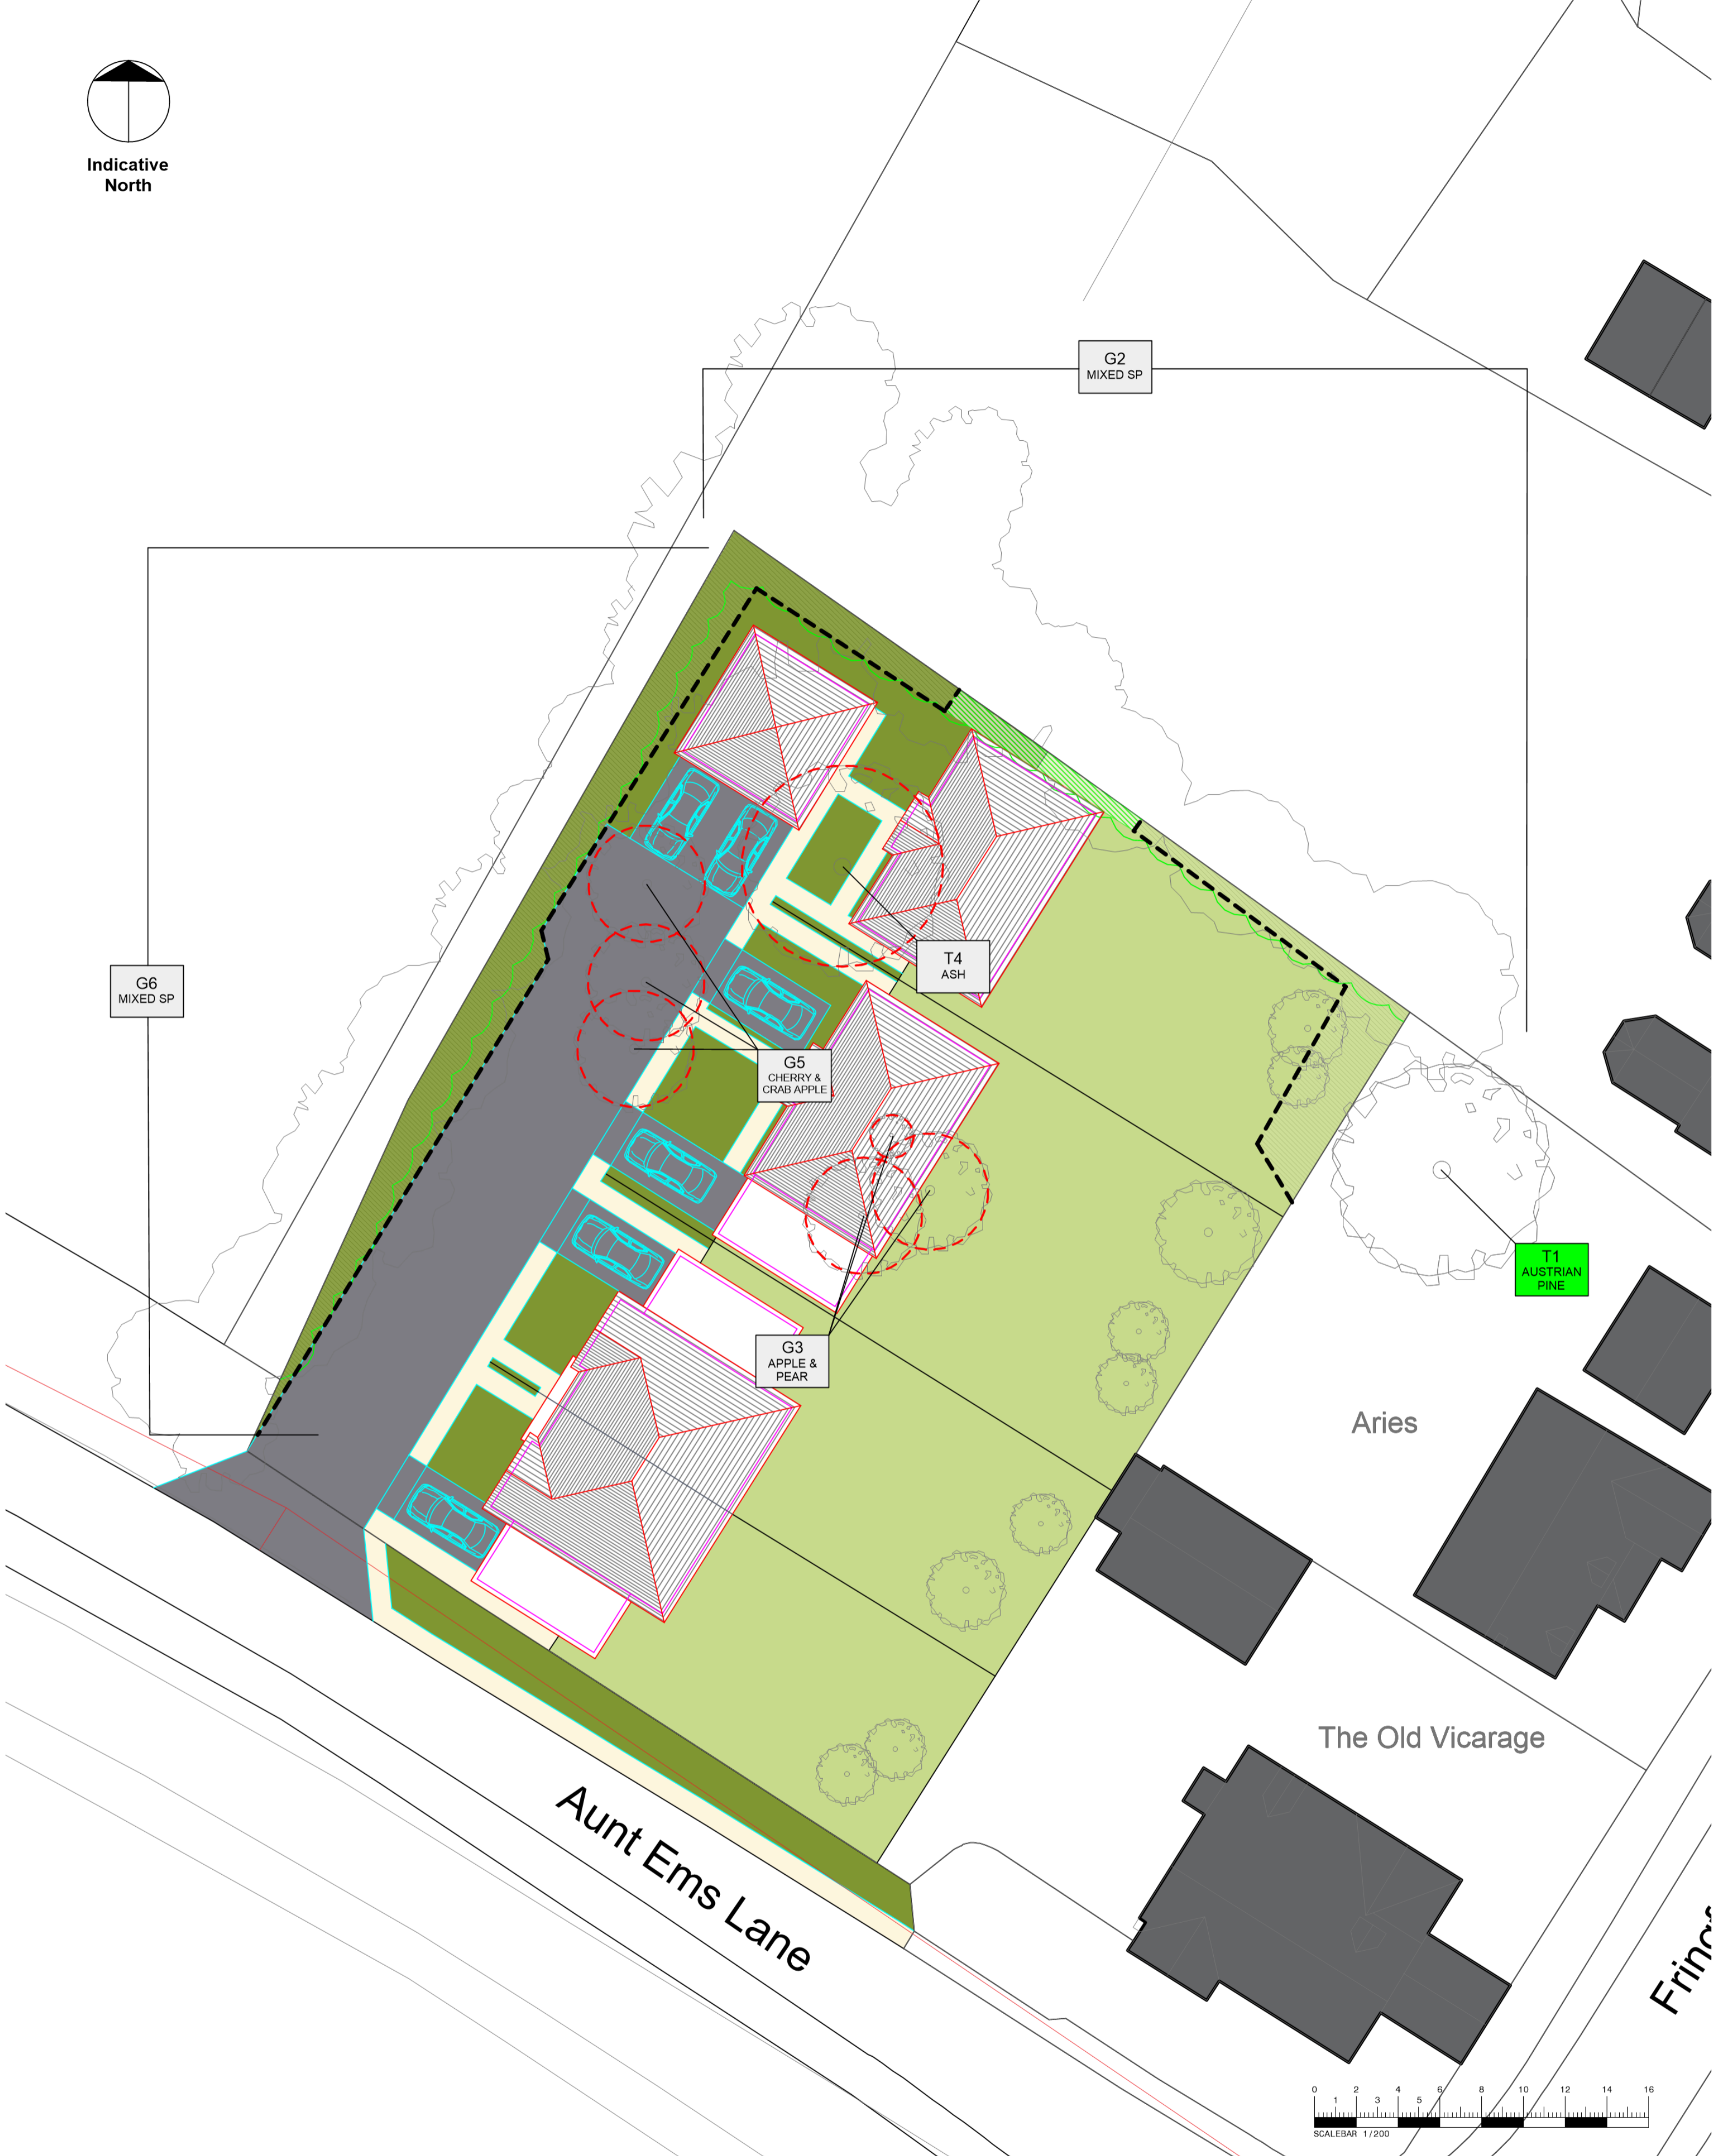 Indicative
North
G2
MIXED SP
G6
MIXED SP
T4
ASH
G5
CHERRY &
CRAB APPLE
T1
AUSTRIAN
PINE
G3
APPLE &
PEAR
Aries
The Old Vicarage
Aunt Ems Lane
0 2 4 6 8 10 12 14 16
1 3 5
SCALEBAR 1/200